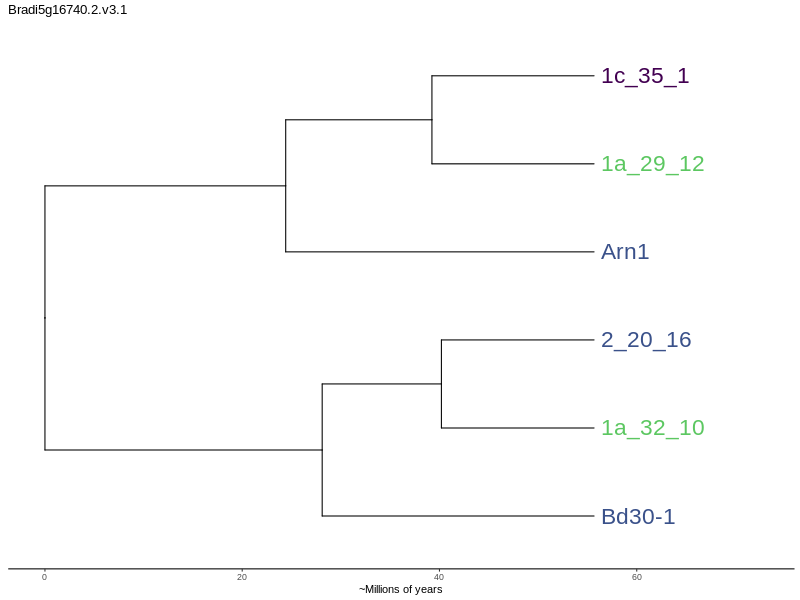 Bradi5g16740.2.v3.1
1c_35_1
1a_29_12
Arn1
2_20_16
1a_32_10
Bd30-1
0 20 40 60
~Millions of years